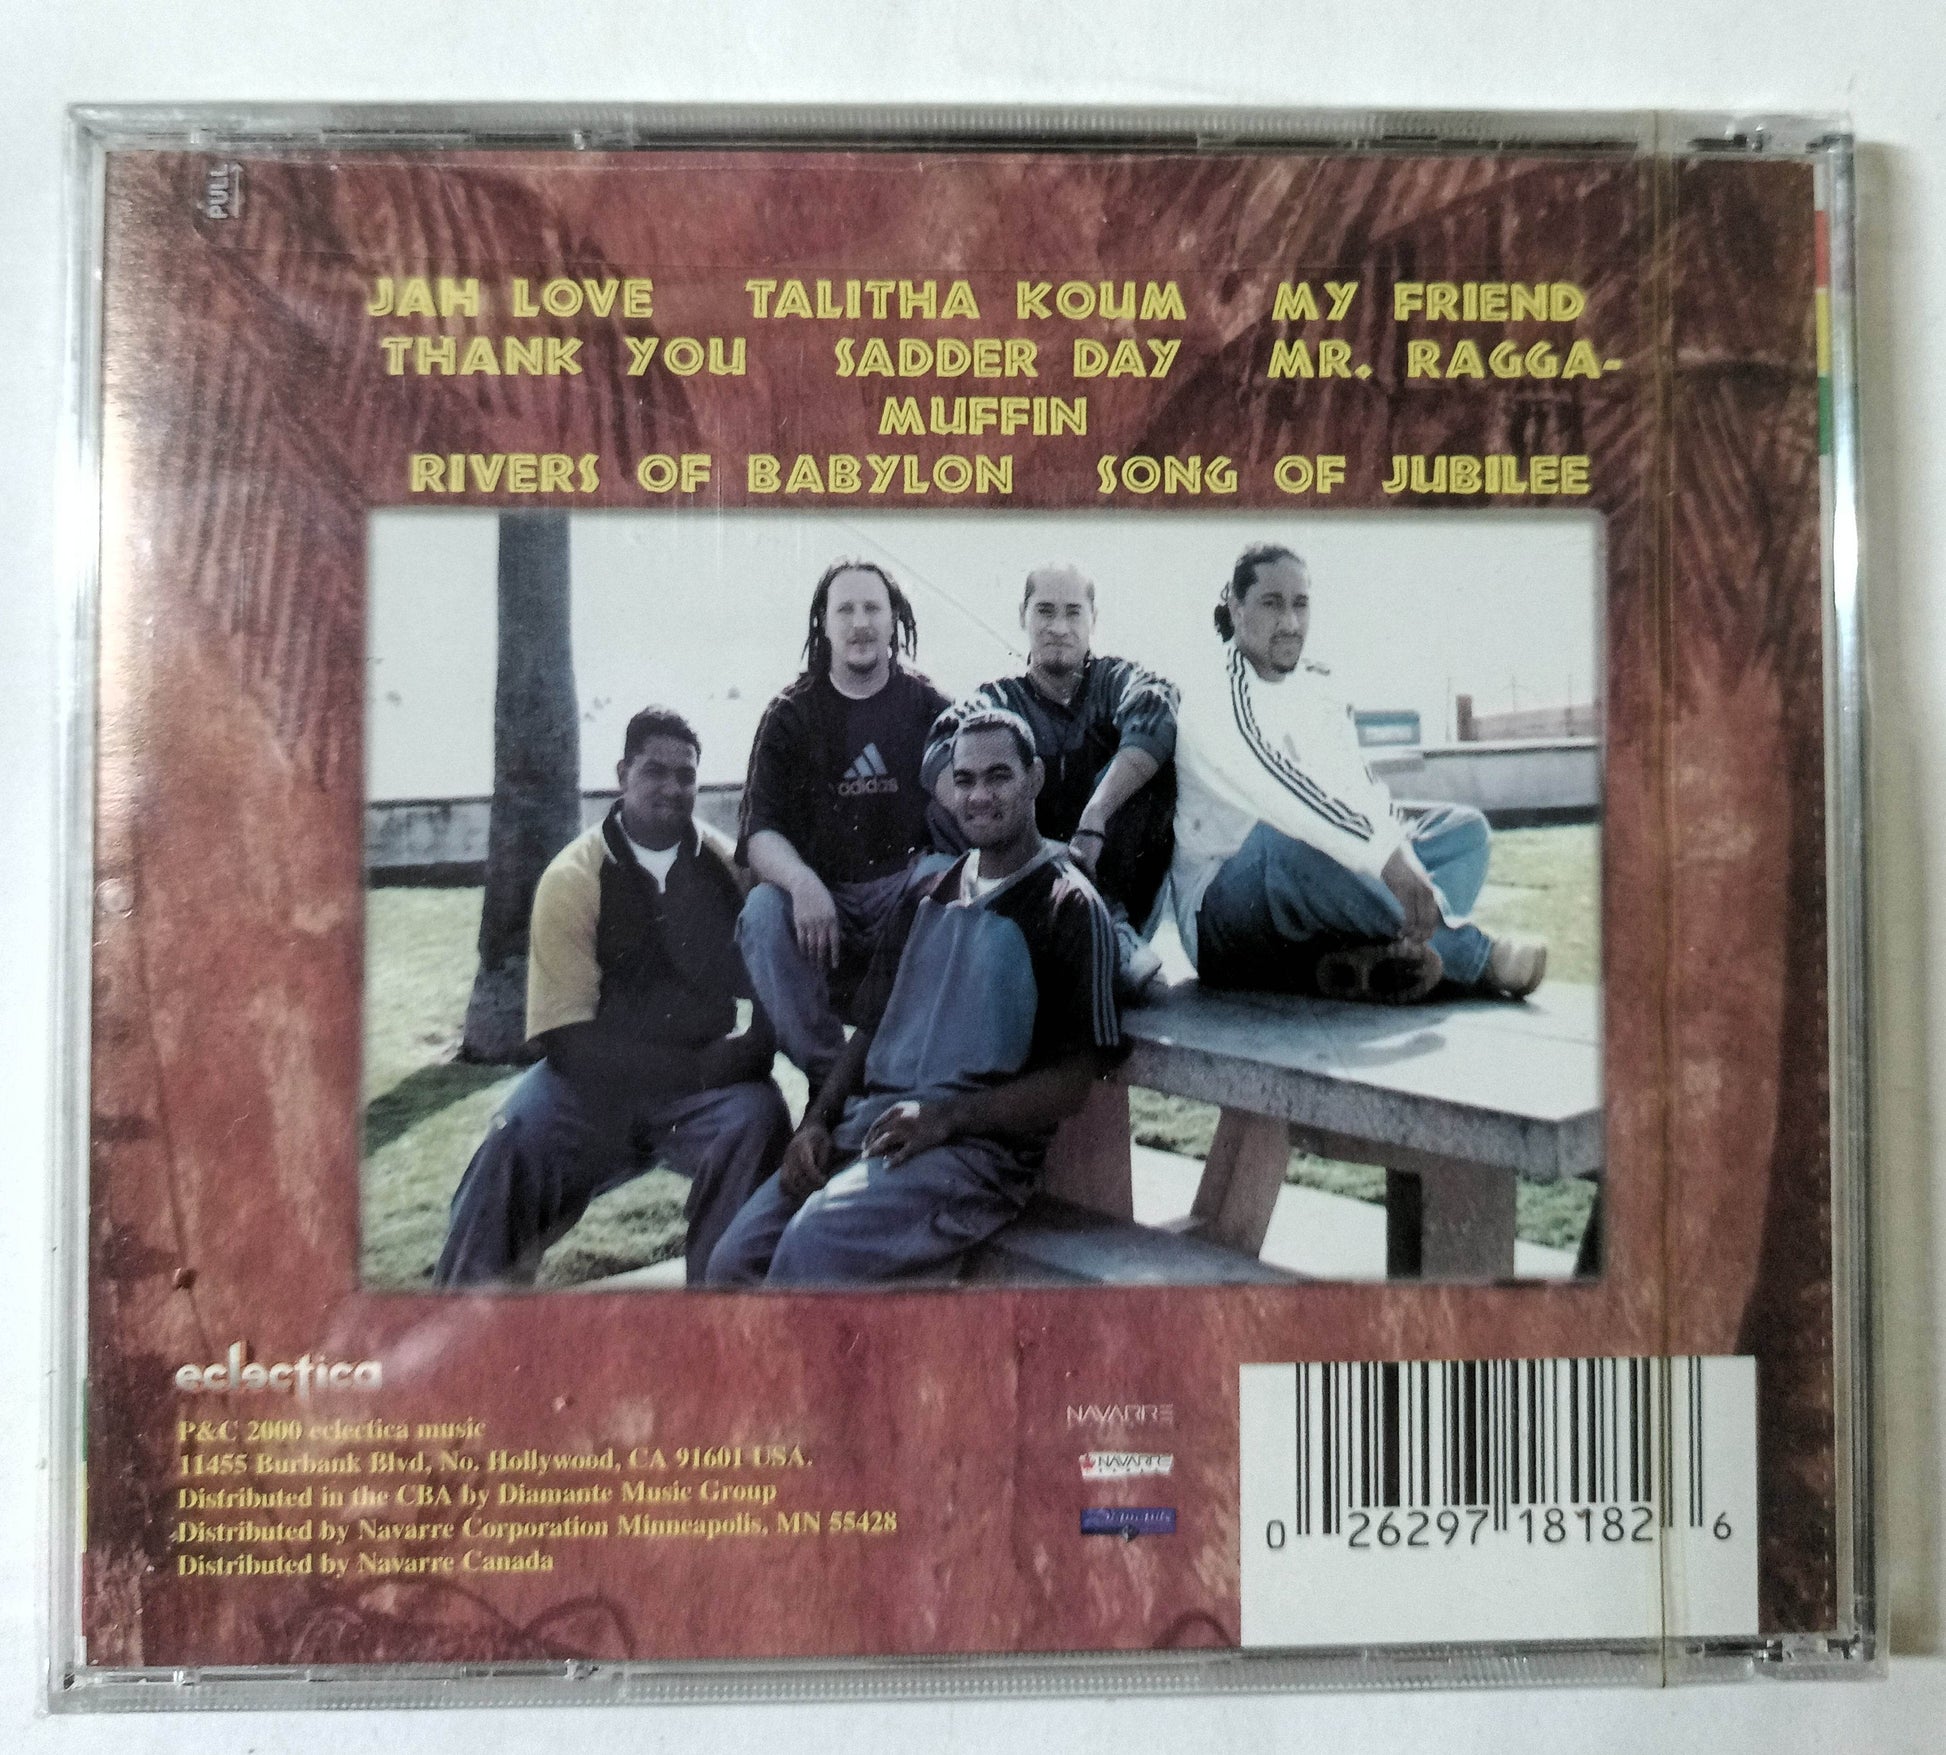 PULL
JAH LOVE TALITHA KOUM MY FRIEND
THANK YOU SADDER DAY MR. RAGGA-
MUFFIN
RIVERS OF BABYLON SONG OF JUBILEE
adidas
eclectica
P&C 2000 eclectica music
11455 Burbank Blvd, No. Hollywood, CA 91601 USA.
Distributed in the CBA by Diamante Music Group
Distributed by Navarre Corporation Minneapolis, MN 55428
Distributed by Navarre Canada
NAVARRE
NAVARRE
0 26297 18182 6